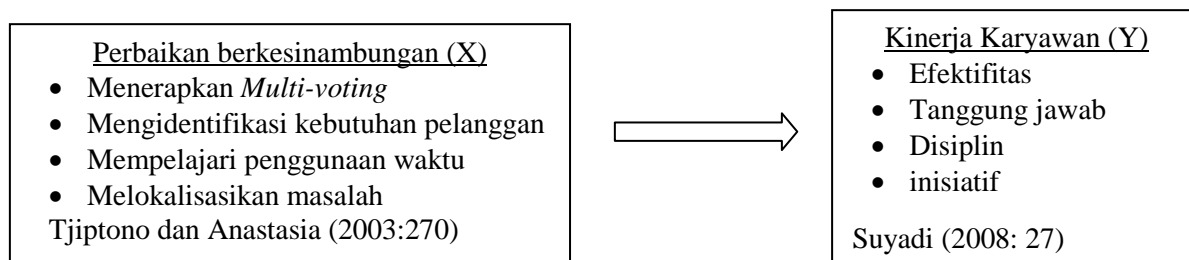 Perbaikan berkesinambungan (X)
• Menerapkan Multi-voting
• Mengidentifikasi kebutuhan pelanggan
• Mempelajari penggunaan waktu
• Melokalisasikan masalah
Tjiptono dan Anastasia (2003:270)
Kinerja Karyawan (Y)
• Efektifitas
• Tanggung jawab
• Disiplin
• inisiatif
Suyadi (2008: 27)